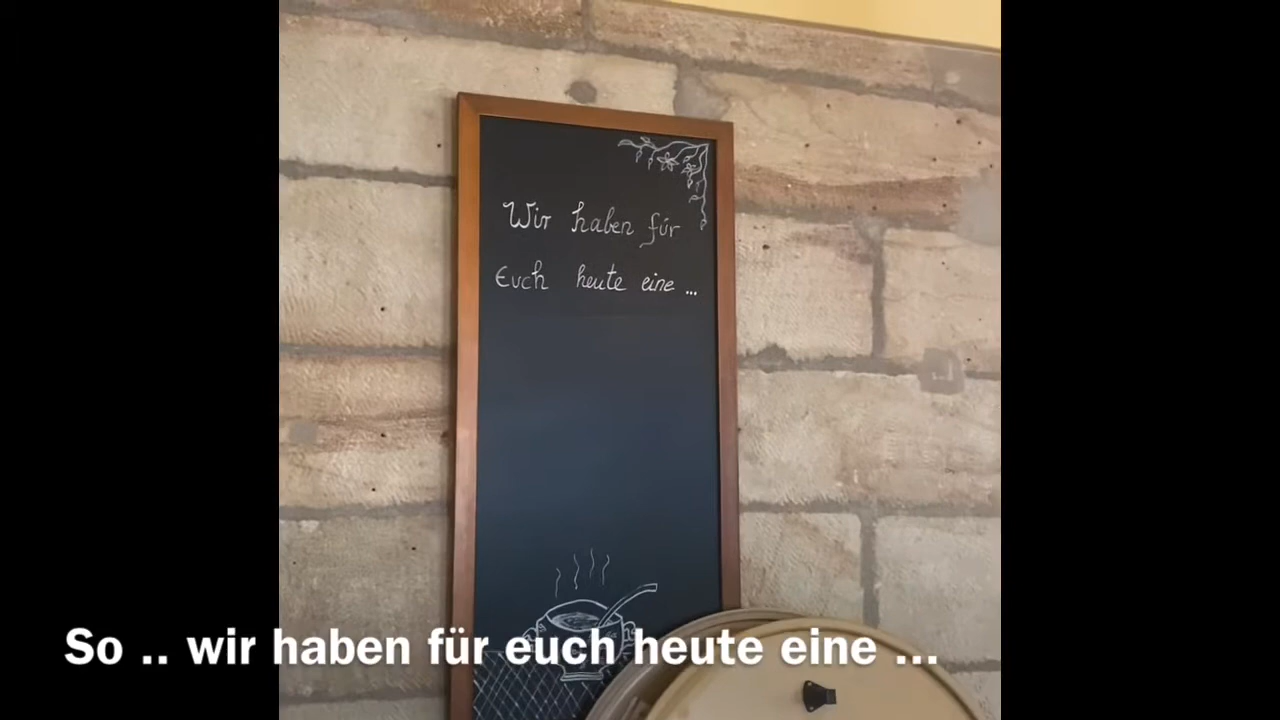 Wir haben für
Euch heute eine ...
So .. wir haben für euch heute eine ...